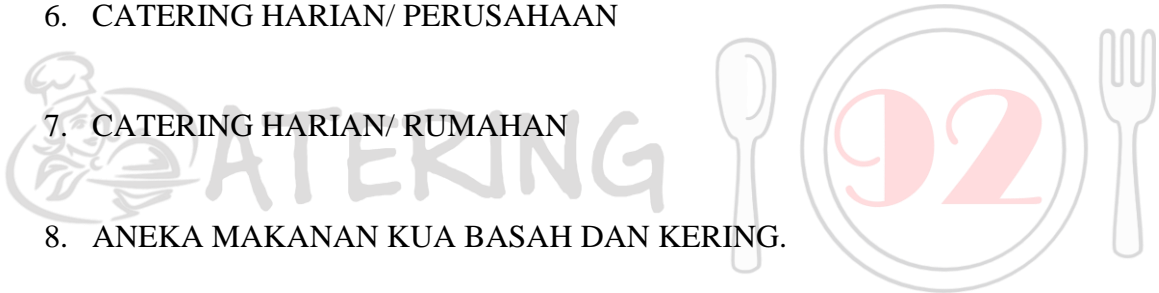 6. CATERING HARIAN/ PERUSAHAAN
7. CATERING HARIAN/ RUMAHAN
ATERING 92
8. ANEKA MAKANAN KUA BASAH DAN KERING.